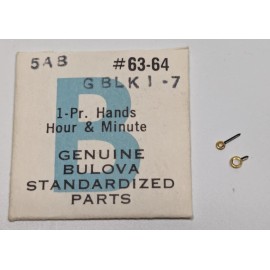 5AB #63-64
GBLK1-7
B
1-Pr. Hands
Hour & Minute
GENUINE
BULOVA
STANDARDIZED
PARTS